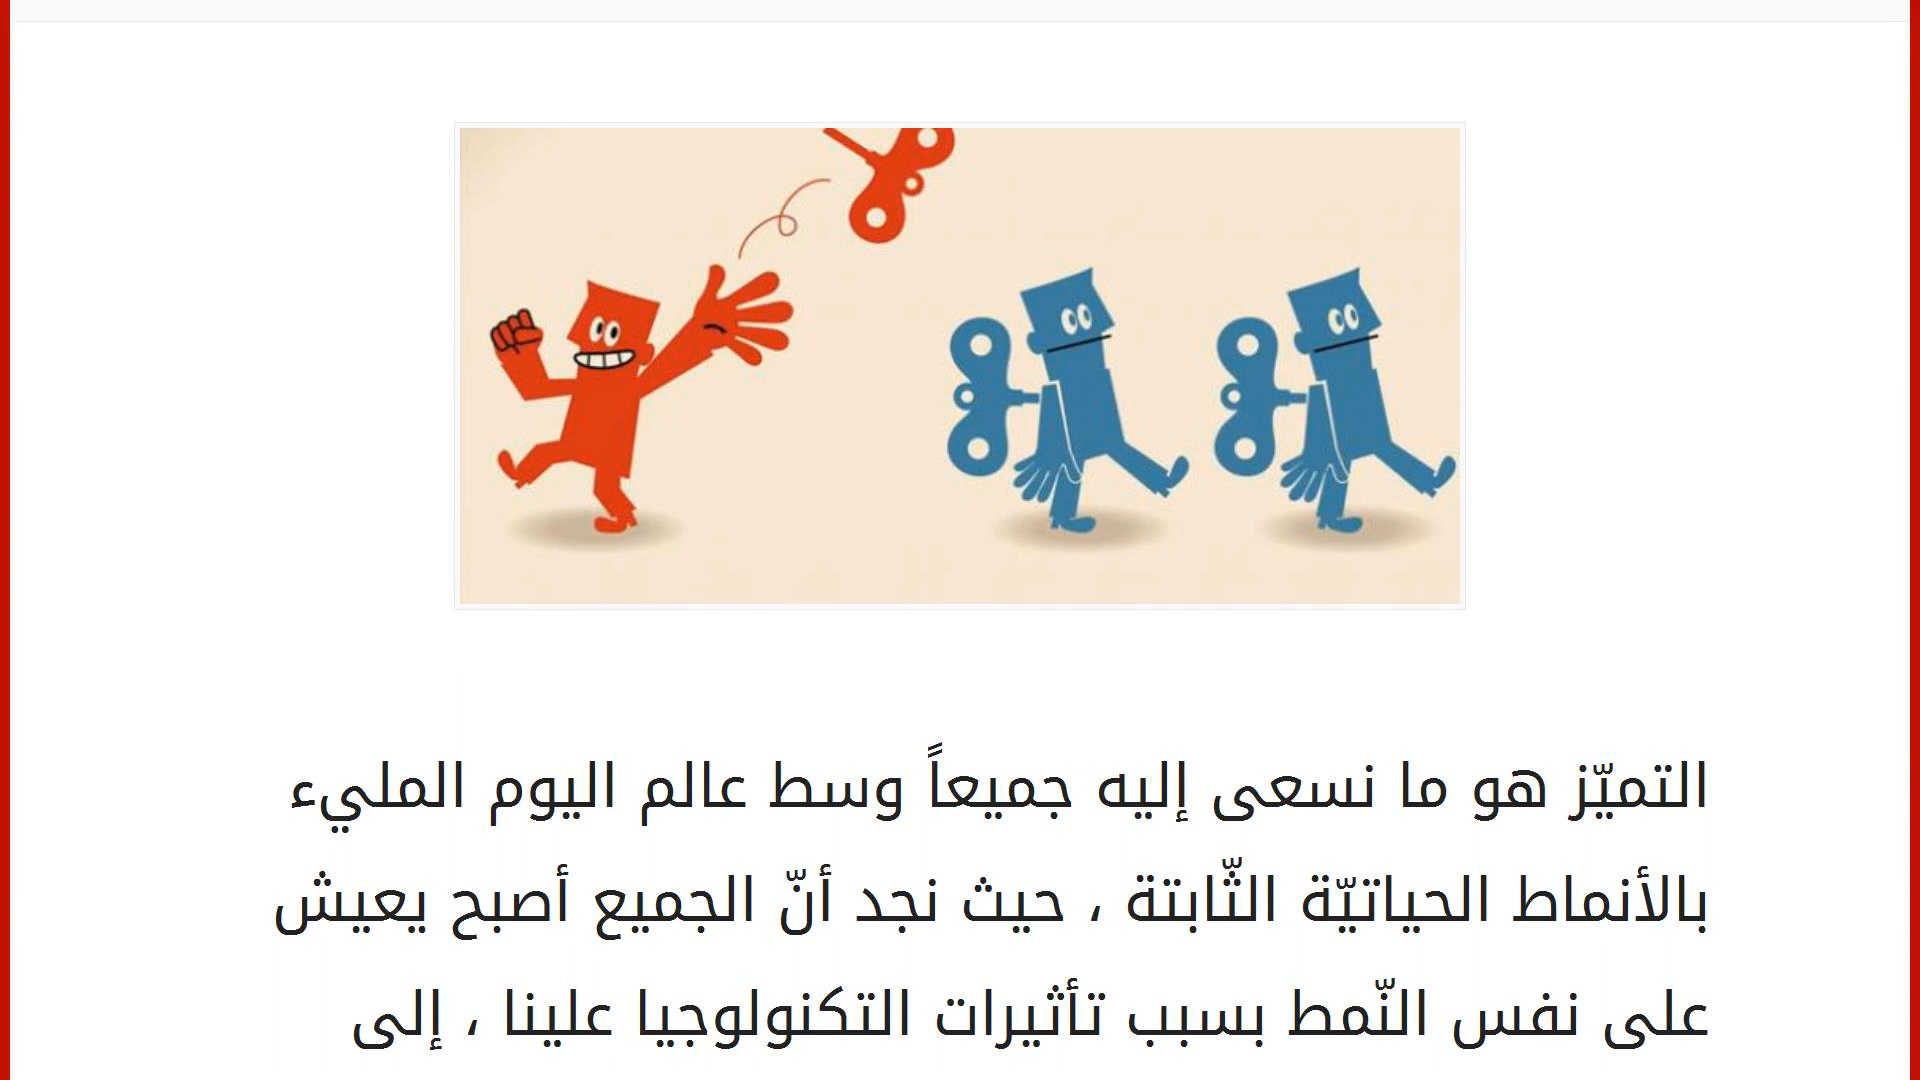 التميّز هو ما نسعى إليه جميعاً وسط عالم اليوم المليء
بالأنماط الحياتيّة الثّابتة ، حيث نجد أنّ الجميع أصبح يعيش
على نفس النّمط بسبب تأثيرات التكنولوجيا علينا ، إلى